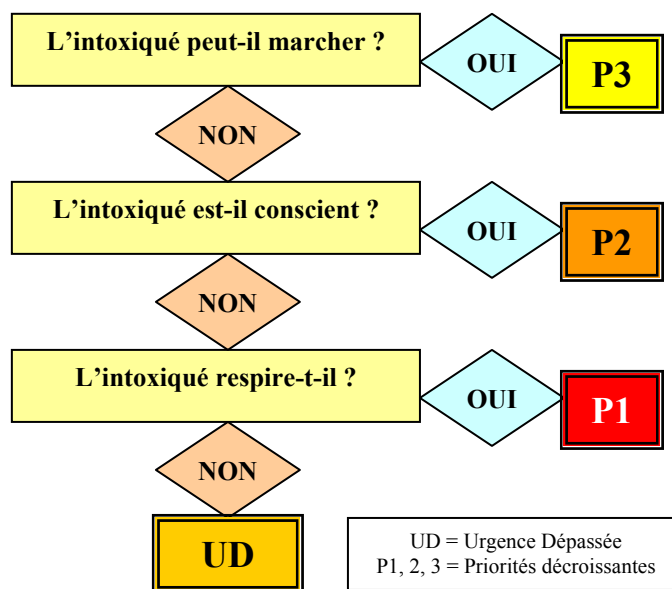 L'intoxiqué peut-il marcher ?
OUI
P3
NON
L'intoxiqué est-il conscient ?
OUI
P2
NON
L'intoxiqué respire-t-il ?
OUI
P1
NON
UD
UD = Urgence Dépassée
P1, 2, 3 = Priorités décroissantes